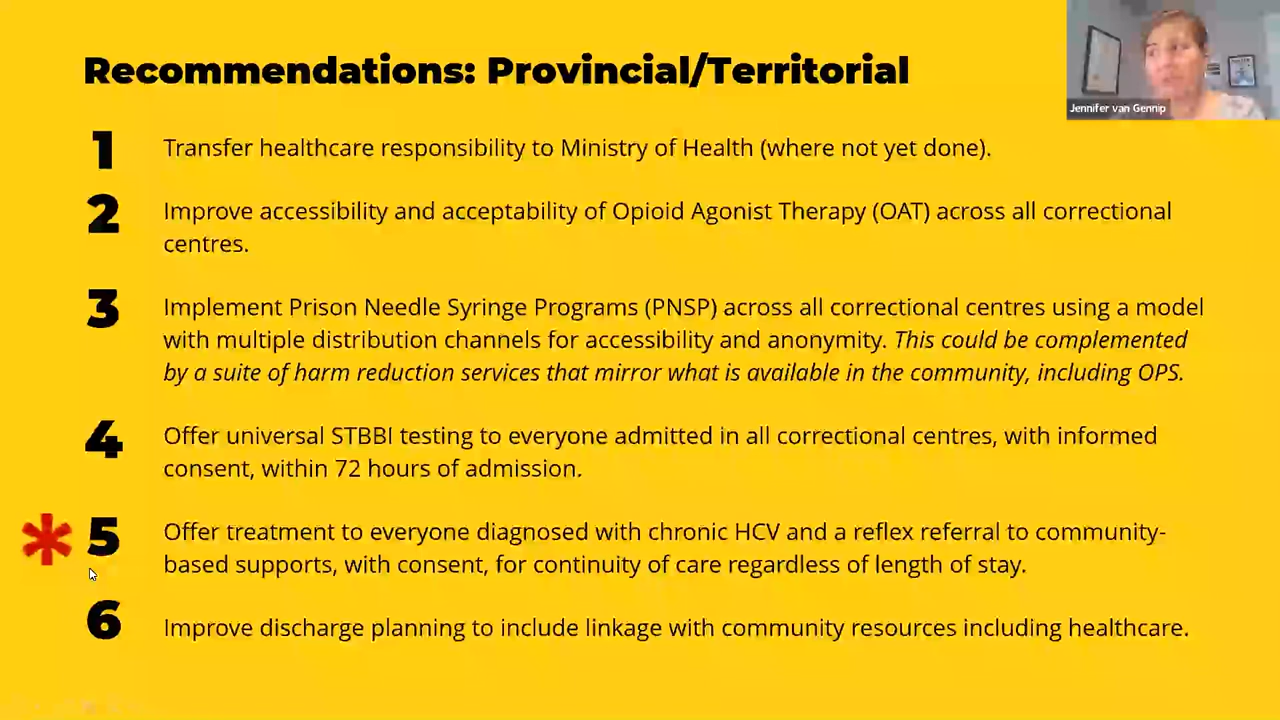 Recommendations: Provincial/Territorial
Jennifer van Gennip
1
Transfer healthcare responsibility to Ministry of Health (where not yet done).
2
Improve accessibility and acceptability of Opioid Agonist Therapy (OAT) across all correctional
centres.
3
Implement Prison Needle Syringe Programs (PNSP) across all correctional centres using a model
with multiple distribution channels for accessibility and anonymity. This could be complemented
by a suite of harm reduction services that mirror what is available in the community, including OPS.
4
Offer universal STBBI testing to everyone admitted in all correctional centres, with informed
consent, within 72 hours of admission.
* 5
Offer treatment to everyone diagnosed with chronic HCV and a reflex referral to community-
based supports, with consent, for continuity of care regardless of length of stay.
6
Improve discharge planning to include linkage with community resources including healthcare.